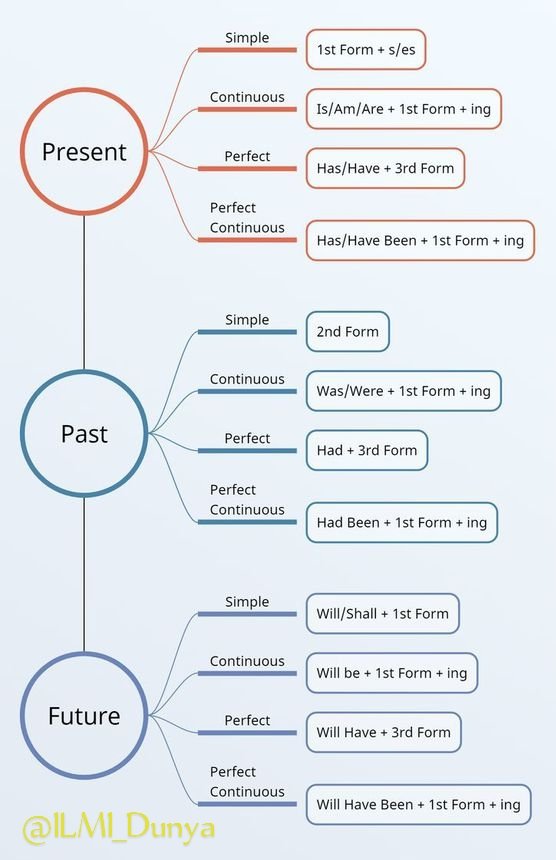 Present
Simple
1st Form + s/es
Continuous
Is/Am/Are + 1st Form + ing
Perfect
Has/Have + 3rd Form
Perfect
Continuous
Has/Have Been + 1st Form + ing
Past
Simple
2nd Form
Continuous
Was/Were + 1st Form + ing
Perfect
Had + 3rd Form
Perfect
Continuous
Had Been + 1st Form + ing
Future
Simple
Will/Shall + 1st Form
Continuous
Will be + 1st Form + ing
Perfect
Will Have + 3rd Form
Perfect
Continuous
Will Have Been + 1st Form + ing
@ILMI_Dunya